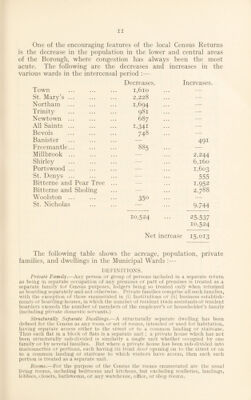 11
One of the encouraging features of the local Census Returns
is the decrease in the population in the lower and central areas
of the Borough, where congestion has always been the most
acute. The following are the decreases and increases in the
various wards in the intercensal period :—
Decreases. Increases.
Town ... ... ... 1,610 —
St. Mary's ... ... ... 2,228 —
Northam ... ... ... 1,694 —
Trinity ... ... ... 981 —
Newtown ... ... ... 687 —
All Saints ... ... ... 1,341 —
Bevois ... ... ... 748 —
Banister ... ... ... — 491
Freemantle ... ... ... 885 —
Millbrook ... ... ... — 2,244
Shirley ... ... ... — 6,160
Portswood ... ... ... — 1,603
St. Denys ... ... ... — 555
Bitterne and Pear Tree ... — 1,952
Bitterne and Sholing ... — 2,788
Woolston ... ... ... 350 —
St. Nicholas ... ... ... — 9,744
10,524 25,537
10,524
Net increase 15,013
The following table shows the acreage, population, private
families, and dwellings in the Municipal Wards :—
DEFINITIONS.
Private Family.—Any person or group of persons included in a separate return
as being in separate occupation of any premises or part of premises is treated as a
separate family for Census purposes, lodgers being so treated only when returned
as boarding separately and not otherwise. Private families comprise all such families,
with the exception of those enumerated in (i) Institutions or (ii) business establish-
ments or boarding houses, in which the number of resident trade assistants or resident
boarders exceeds the number of members of the employer's or householder's family
(including private domestic servants.)
Structurally Separate Dwellings.—A structurally separate dwelling has been
defined for the Census as any room or set of rooms, intended or used for habitation,
having separate access either to the street or to a common landing or staircase.
Thus each flat in a block of flats is a separate unit ; a private house which has not
been structurally sub-divided is similarly a single unit whether occupied by one
family or by several families. But where a private house has been sub-divided into
maisonnettes or portions, each having its front door opening on to the street or on
to a common landing or staircase to which visitors have access, then each such
portion is treated as a separate unit.
Rooms.—For the purpose of the Census the rooms enumerated are the usual
living rooms, including bedrooms and kitchens, but excluding sculleries, landings,
lobbies, closets, bathrooms, or any warehouse, office, or shop rooms.